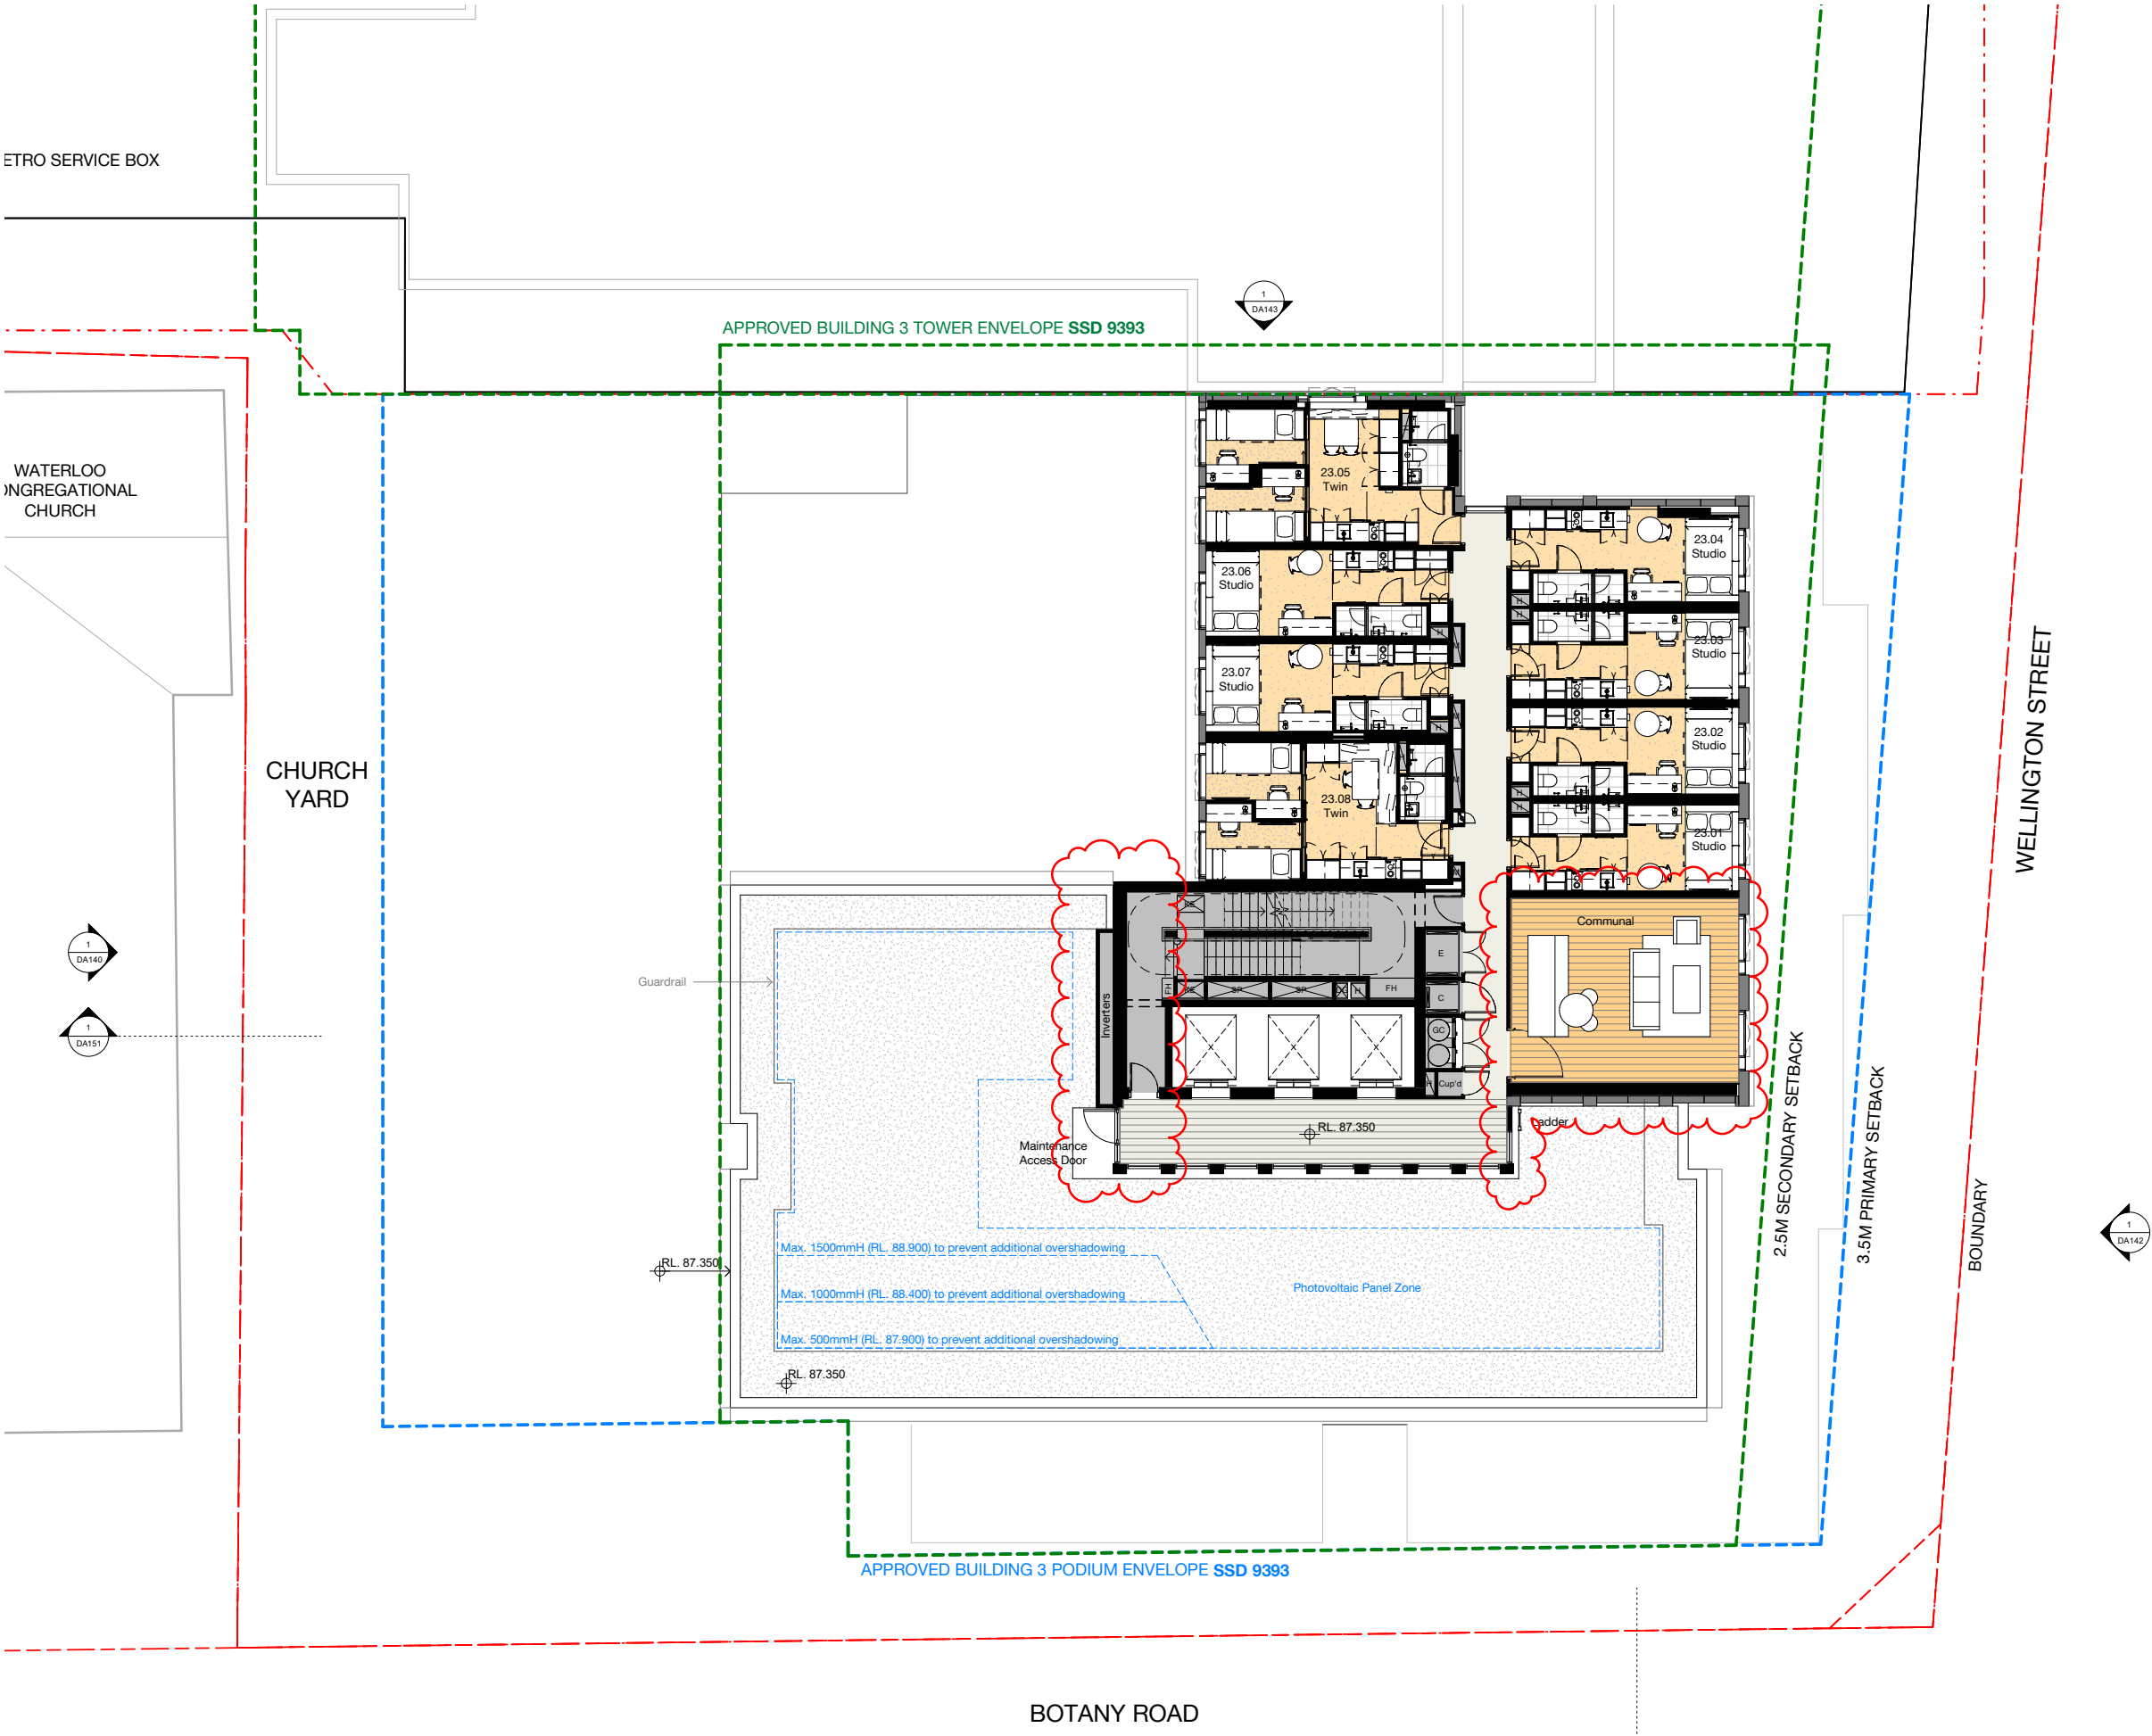 ETRO SERVICE BOX
1
DA143
APPROVED BUILDING 3 TOWER ENVELOPE SSD 9393
WATERLOO
ONGREGATIONAL
CHURCH
CHURCH
YARD
23.05
Twin
23.06
Studio
23.07
Studio
23.08
Twin
23.04
Studio
23.03
Studio
23.02
Studio
23.01
Studio
H
H
H
H
H
H
WELLINGTON STREET
Communal
1
DA140
1
DA151
Guardrail
Inverters
FH
SP
SP
H
FH
E
C
GC
H
Cup'd
X
X
X
RL. 87.350
Ladder
Maintenance
Access Door
2.5M SECONDARY SETBACK
3.5M PRIMARY SETBACK
BOUNDARY
1
DA142
RL. 87.350
Max. 1500mmH (RL. 88.900) to prevent additional overshadowing
Max. 1000mmH (RL. 88.400) to prevent additional overshadowing
Max. 500mmH (RL. 87.900) to prevent additional overshadowing
Photovoltaic Panel Zone
RL. 87.350
APPROVED BUILDING 3 PODIUM ENVELOPE SSD 9393
BOTANY ROAD